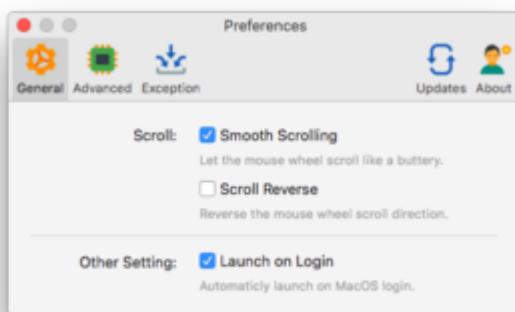 Preferences
General Advanced Exception Updates About
Scroll: Smooth Scrolling
Let the mouse wheel scroll like a buttery.
Scroll Reverse
Reverse the mouse wheel scroll direction.
Other Setting: Launch on Login
Automaticly launch on MacOS login.